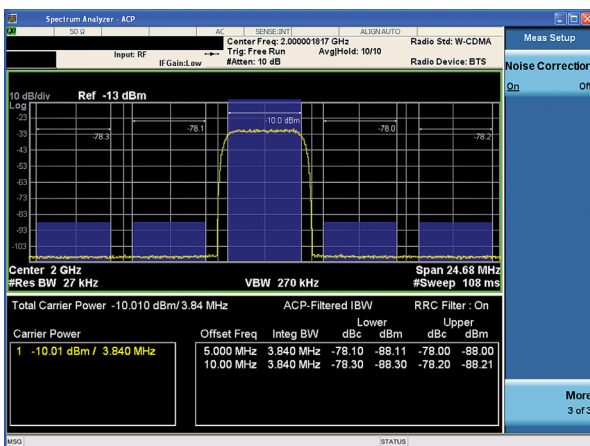 Spectrum Analyzer - ACP
50 Ω AC SENSE:INT ALIGN AUTO
Center Freq: 2.000001817 GHz Radio Std: W-CDMA
Input: RF Trig: Free Run Avg|Hold: 10/10
IFGain:Low #Atten: 10 dB Radio Device: BTS
Meas Setup
Noise Correction
On Off
10 dB/div Ref -13 dBm
Log
-23
-33
-43
-53
-63
-73
-83
-93
-103
-78.3 -78.1 -10.0 dBm -78.0 -78.2
Center 2 GHz Span 24.68 MHz
#Res BW 27 kHz VBW 270 kHz #Sweep 108 ms
Total Carrier Power -10.010 dBm/ 3.84 MHz ACP-Filtered IBW RRC Filter : On
Lower Upper
Carrier Power Offset Freq Integ BW dBc dBm dBc dBm
1 -10.01 dBm / 3.840 MHz 5.000 MHz 3.840 MHz -78.10 -88.11 -78.00 -88.00
10.00 MHz 3.840 MHz -78.30 -88.30 -78.20 -88.21
More
3 of 3
MSG STATUS